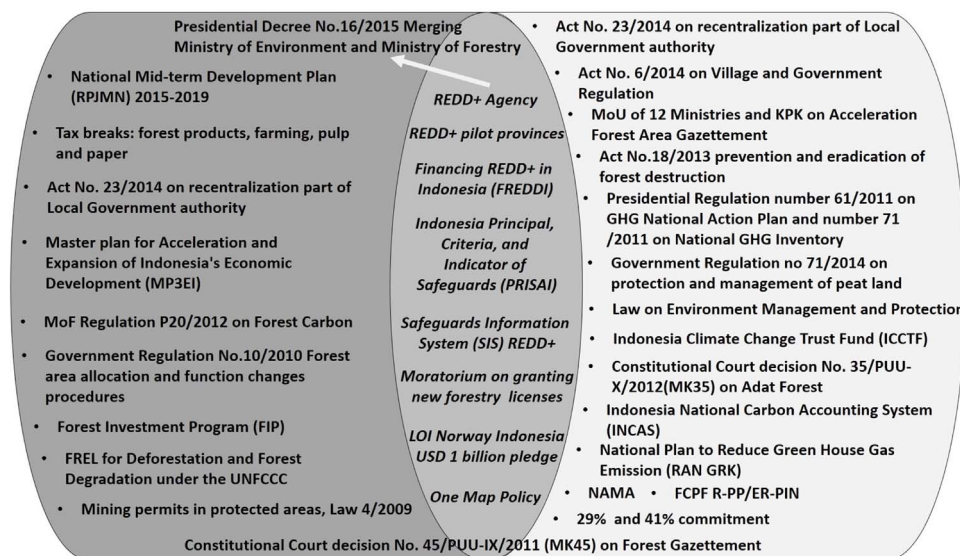 Presidential Decree No.16/2015 Merging
Ministry of Environment and Ministry of Forestry
• National Mid-term Development Plan
(RPJMN) 2015-2019
• Tax breaks: forest products, farming, pulp
and paper
• Act No. 23/2014 on recentralization part of
Local Government authority
• Master plan for Acceleration and
Expansion of Indonesia's Economic
Development (MP3EI)
• MoF Regulation P20/2012 on Forest Carbon
• Government Regulation No.10/2010 Forest
area allocation and function changes
procedures
• Forest Investment Program (FIP)
• FREL for Deforestation and Forest
Degradation under the UNFCCC
• Mining permits in protected areas, Law 4/2009
REDD+ Agency
REDD+ pilot provinces
Financing REDD+ in
Indonesia (FREDDI)
Indonesia Principal,
Criteria, and
Indicator of
Safeguards (PRISAI)
Safeguards Information
System (SIS) REDD+
Moratorium on granting
new forestry licenses
LOI Norway Indonesia
USD 1 billion pledge
One Map Policy
• Act No. 23/2014 on recentralization part of Local
Government authority
• Act No. 6/2014 on Village and Government
Regulation
• MoU of 12 Ministries and KPK on Acceleration
Forest Area Gazettement
• Act No.18/2013 prevention and eradication of
forest destruction
• Presidential Regulation number 61/2011 on
GHG National Action Plan and number 71
/2011 on National GHG Inventory
• Government Regulation no 71/2014 on
protection and management of peat land
• Law on Environment Management and Protection
• Indonesia Climate Change Trust Fund (ICCTF)
• Constitutional Court decision No. 35/PUU-
X/2012(MK35) on Adat Forest
• Indonesia National Carbon Accounting System
(INCAS)
• National Plan to Reduce Green House Gas
Emission (RAN GRK)
• NAMA • FCPF R-PP/ER-PIN
• 29% and 41% commitment
Constitutional Court decision No. 45/PUU-IX/2011 (MK45) on Forest Gazettement